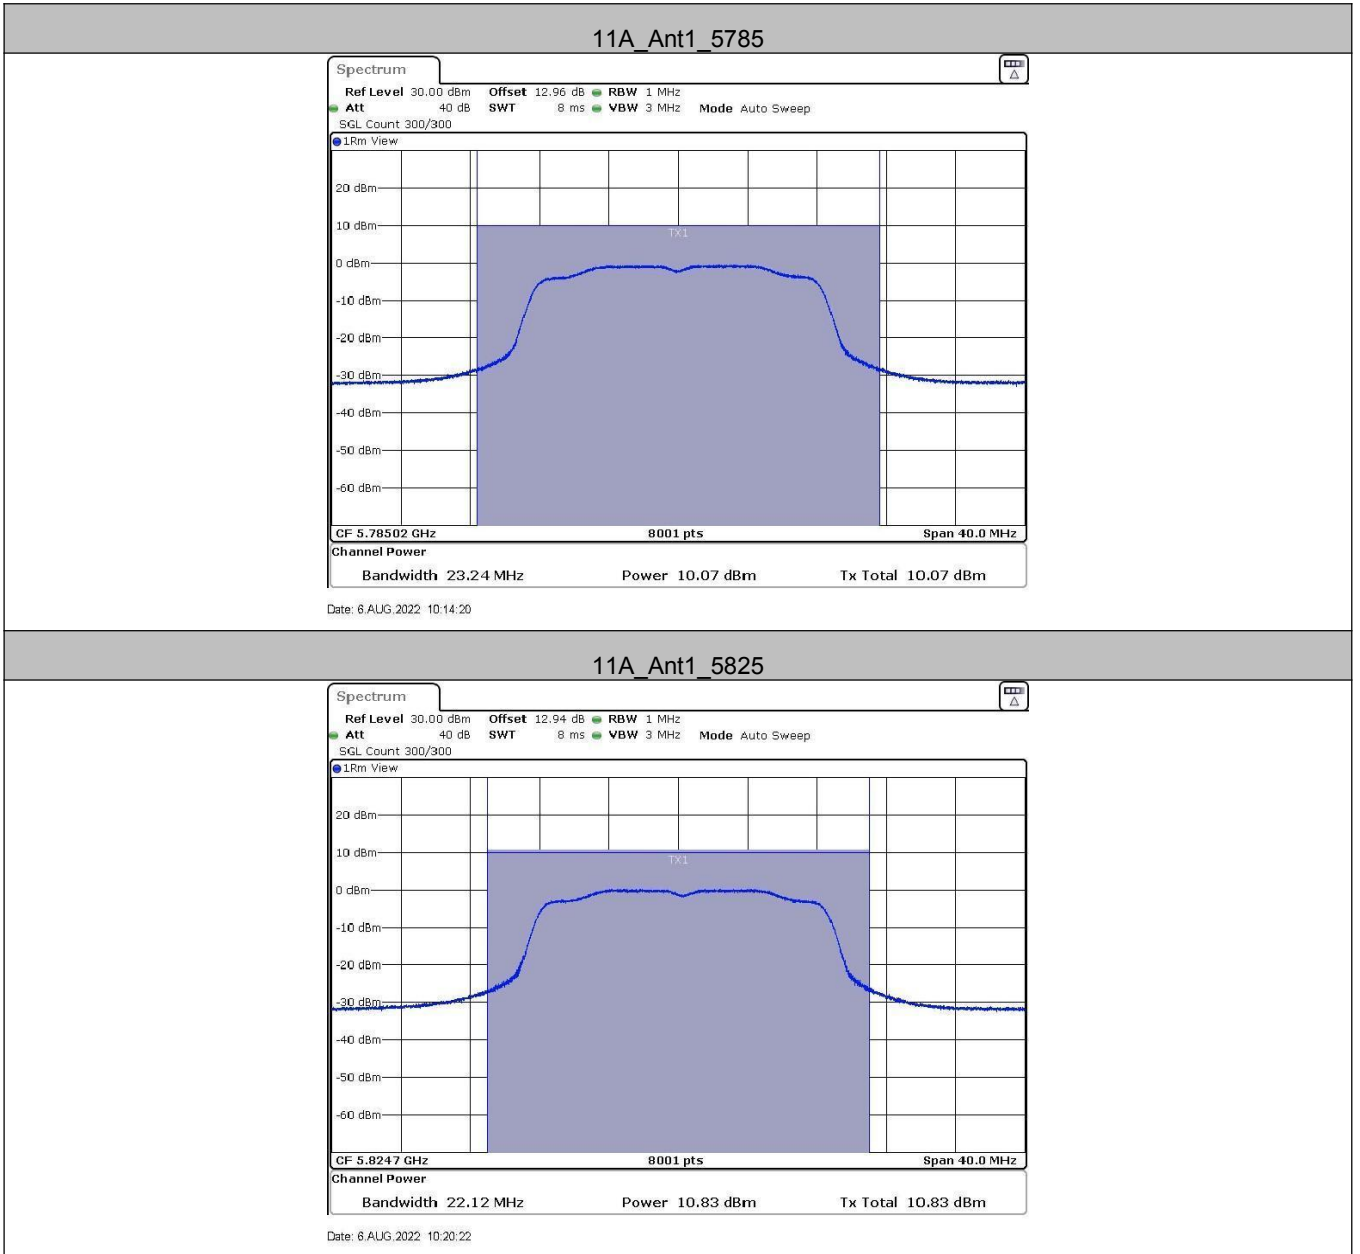 11A_Ant1_5785
Spectrum
Ref Level 30.00 dBm Offset 12.96 dB RBW 1 MHz
Att 40 dB SWT 8 ms VBW 3 MHz Mode Auto Sweep
SGL Count 300/300
1Rm View
20 dBm
10 dBm
TX1
0 dBm
-10 dBm
-20 dBm
-30 dBm
-40 dBm
-50 dBm
-60 dBm
CF 5.78502 GHz 8001 pts Span 40.0 MHz
Channel Power
Bandwidth 23.24 MHz Power 10.07 dBm Tx Total 10.07 dBm
Date: 6.AUG.2022 10:14:20
11A_Ant1_5825
Spectrum
Ref Level 30.00 dBm Offset 12.94 dB RBW 1 MHz
Att 40 dB SWT 8 ms VBW 3 MHz Mode Auto Sweep
SGL Count 300/300
1Rm View
20 dBm
10 dBm
TX1
0 dBm
-10 dBm
-20 dBm
-30 dBm
-40 dBm
-50 dBm
-60 dBm
CF 5.8247 GHz 8001 pts Span 40.0 MHz
Channel Power
Bandwidth 22.12 MHz Power 10.83 dBm Tx Total 10.83 dBm
Date: 6.AUG.2022 10:20:22